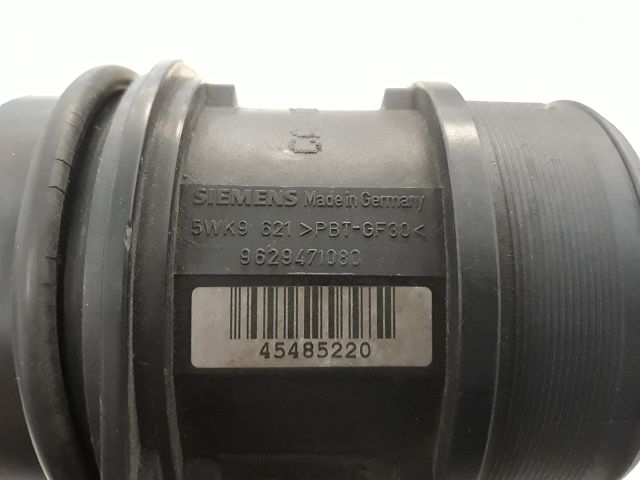 SIEMENS Made in Germany
5WK9 621 >PBT-GF30<
9629471080
45485220